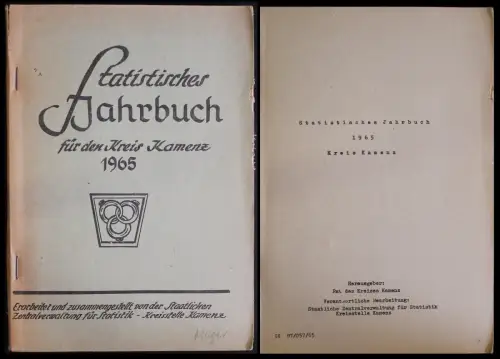 Statistisches
Jahrbuch
für den Kreis Kamenz
1965
Erarbeitet und zusammengestellt von der Staatlichen
Zentralverwaltung für Statistik - Kreisstelle Kamenz
Statistisches Jahrbuch
1965
Kreis Kamenz
Herausgeber:
Rat des Kreises Kamenz
Verantwortliche Bearbeitung:
Staatliche Zentralverwaltung für Statistik
Kreisstelle Kamenz